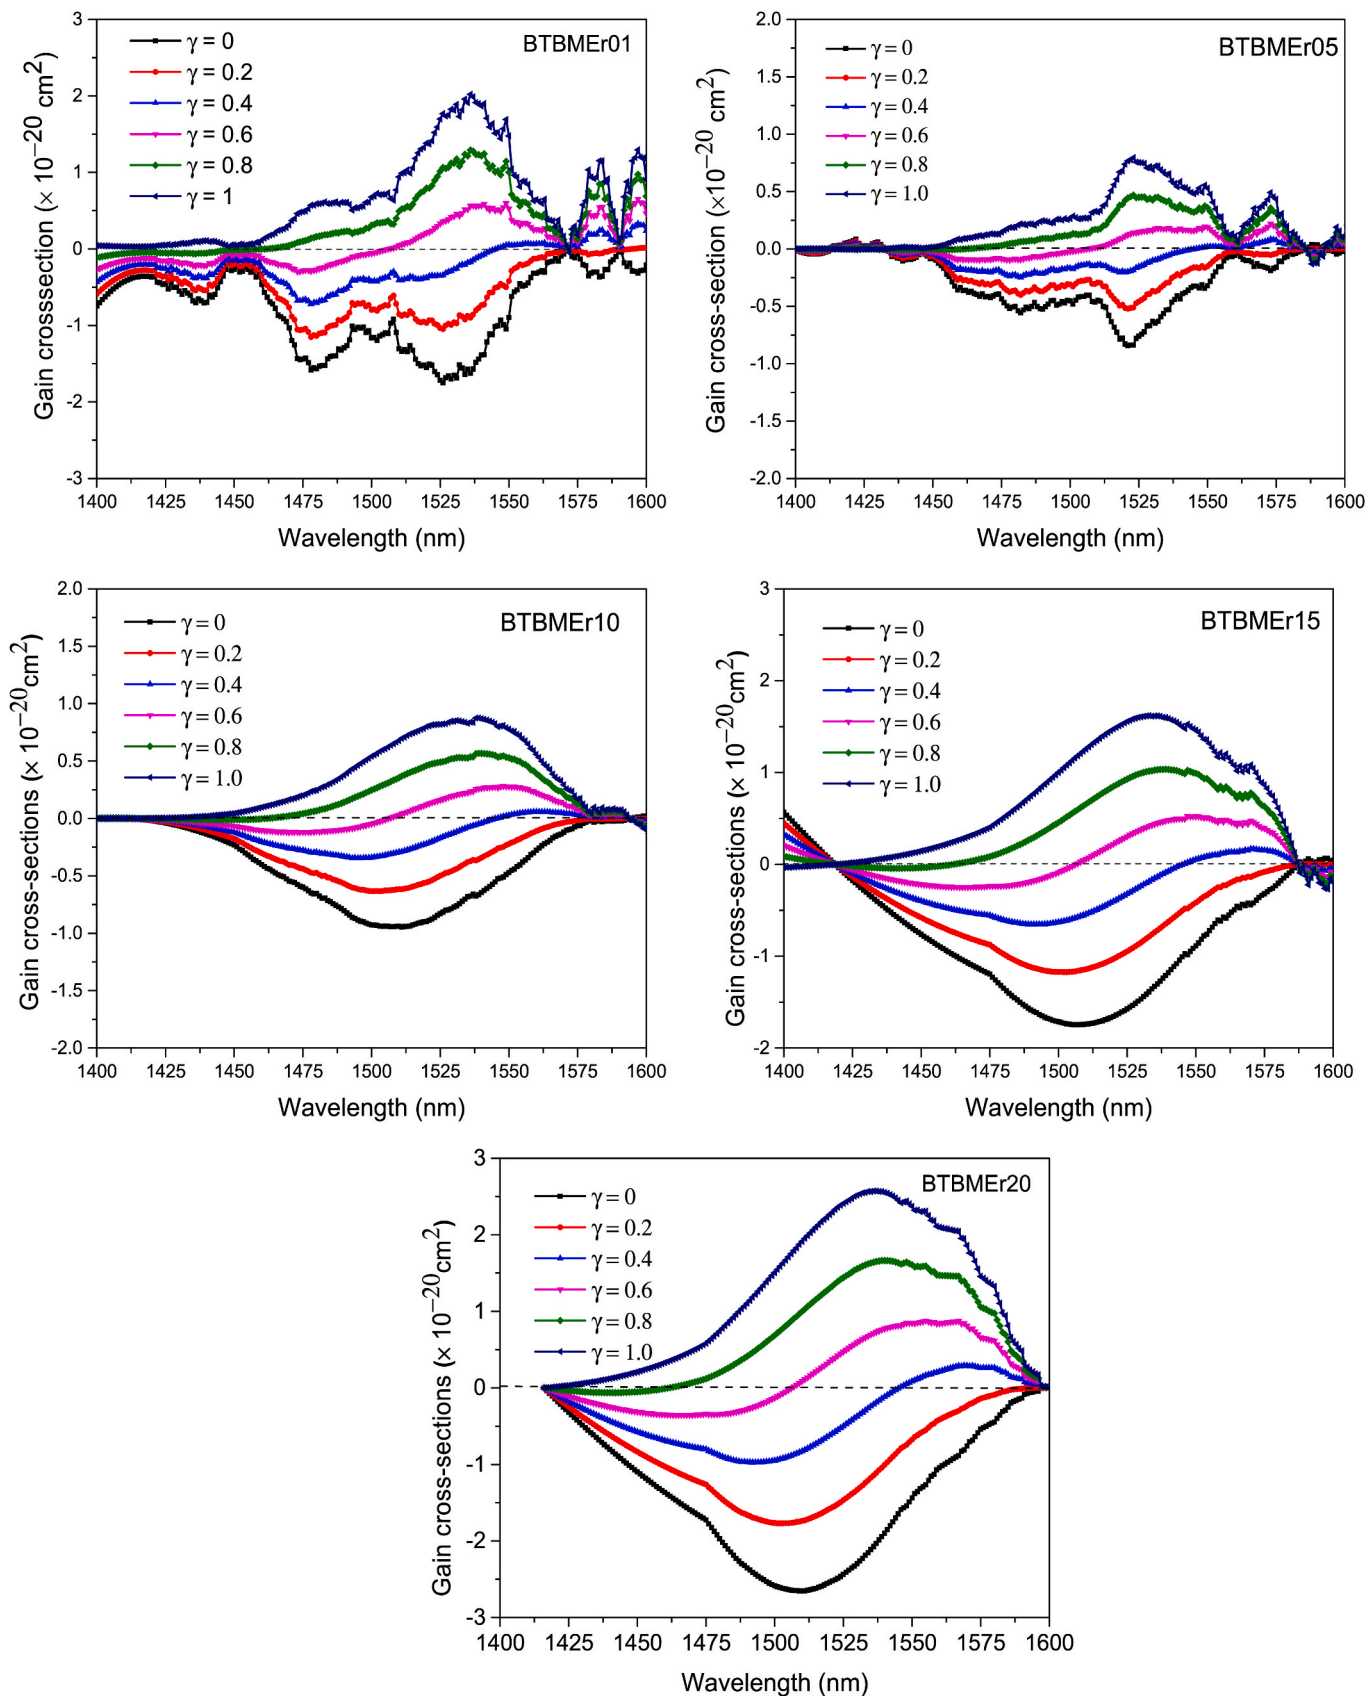 BTBMEr01
γ = 0
γ = 0.2
γ = 0.4
γ = 0.6
γ = 0.8
γ = 1
Gain crosssection (× 10−20 cm2)
3
2
1
0
-1
-2
-3
1400 1425 1450 1475 1500 1525 1550 1575 1600
Wavelength (nm)
BTBMEr05
γ = 0
γ = 0.2
γ = 0.4
γ = 0.6
γ = 0.8
γ = 1.0
Gain cross-section (×10−20 cm2)
2.0
1.5
1.0
0.5
0.0
-0.5
-1.0
-1.5
-2.0
1400 1425 1450 1475 1500 1525 1550 1575 1600
Wavelength (nm)
BTBMEr10
γ = 0
γ = 0.2
γ = 0.4
γ = 0.6
γ = 0.8
γ = 1.0
Gain cross-sections (× 10−20cm2)
2.0
1.5
1.0
0.5
0.0
-0.5
-1.0
-1.5
-2.0
1400 1425 1450 1475 1500 1525 1550 1575 1600
Wavelength (nm)
BTBMEr15
γ = 0
γ = 0.2
γ = 0.4
γ = 0.6
γ = 0.8
γ = 1.0
Gain cross-sections (× 10−20cm2)
3
2
1
0
-1
-2
1400 1425 1450 1475 1500 1525 1550 1575 1600
Wavelength (nm)
BTBMEr20
γ = 0
γ = 0.2
γ = 0.4
γ = 0.6
γ = 0.8
γ = 1.0
Gain cross-sections (× 10−20cm2)
3
2
1
0
-1
-2
-3
1400 1425 1450 1475 1500 1525 1550 1575 1600
Wavelength (nm)